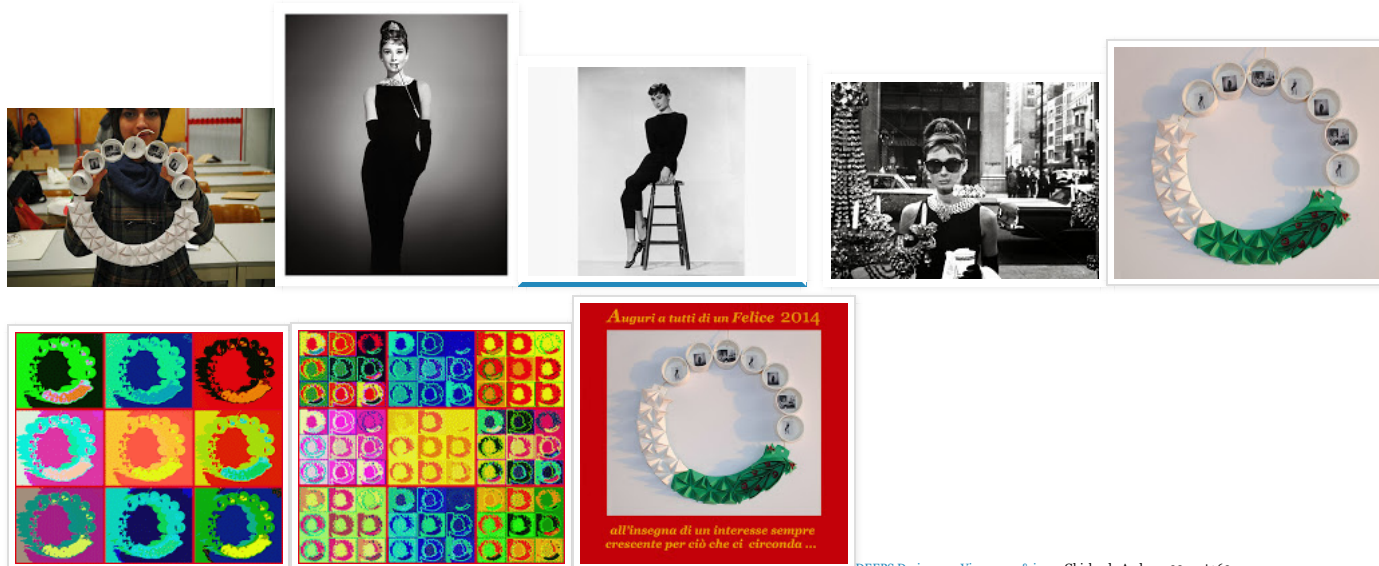 Auguri a tutti di un Felice 2014
all'insegna di un interesse sempre
crescente per ciò che ci circonda ...